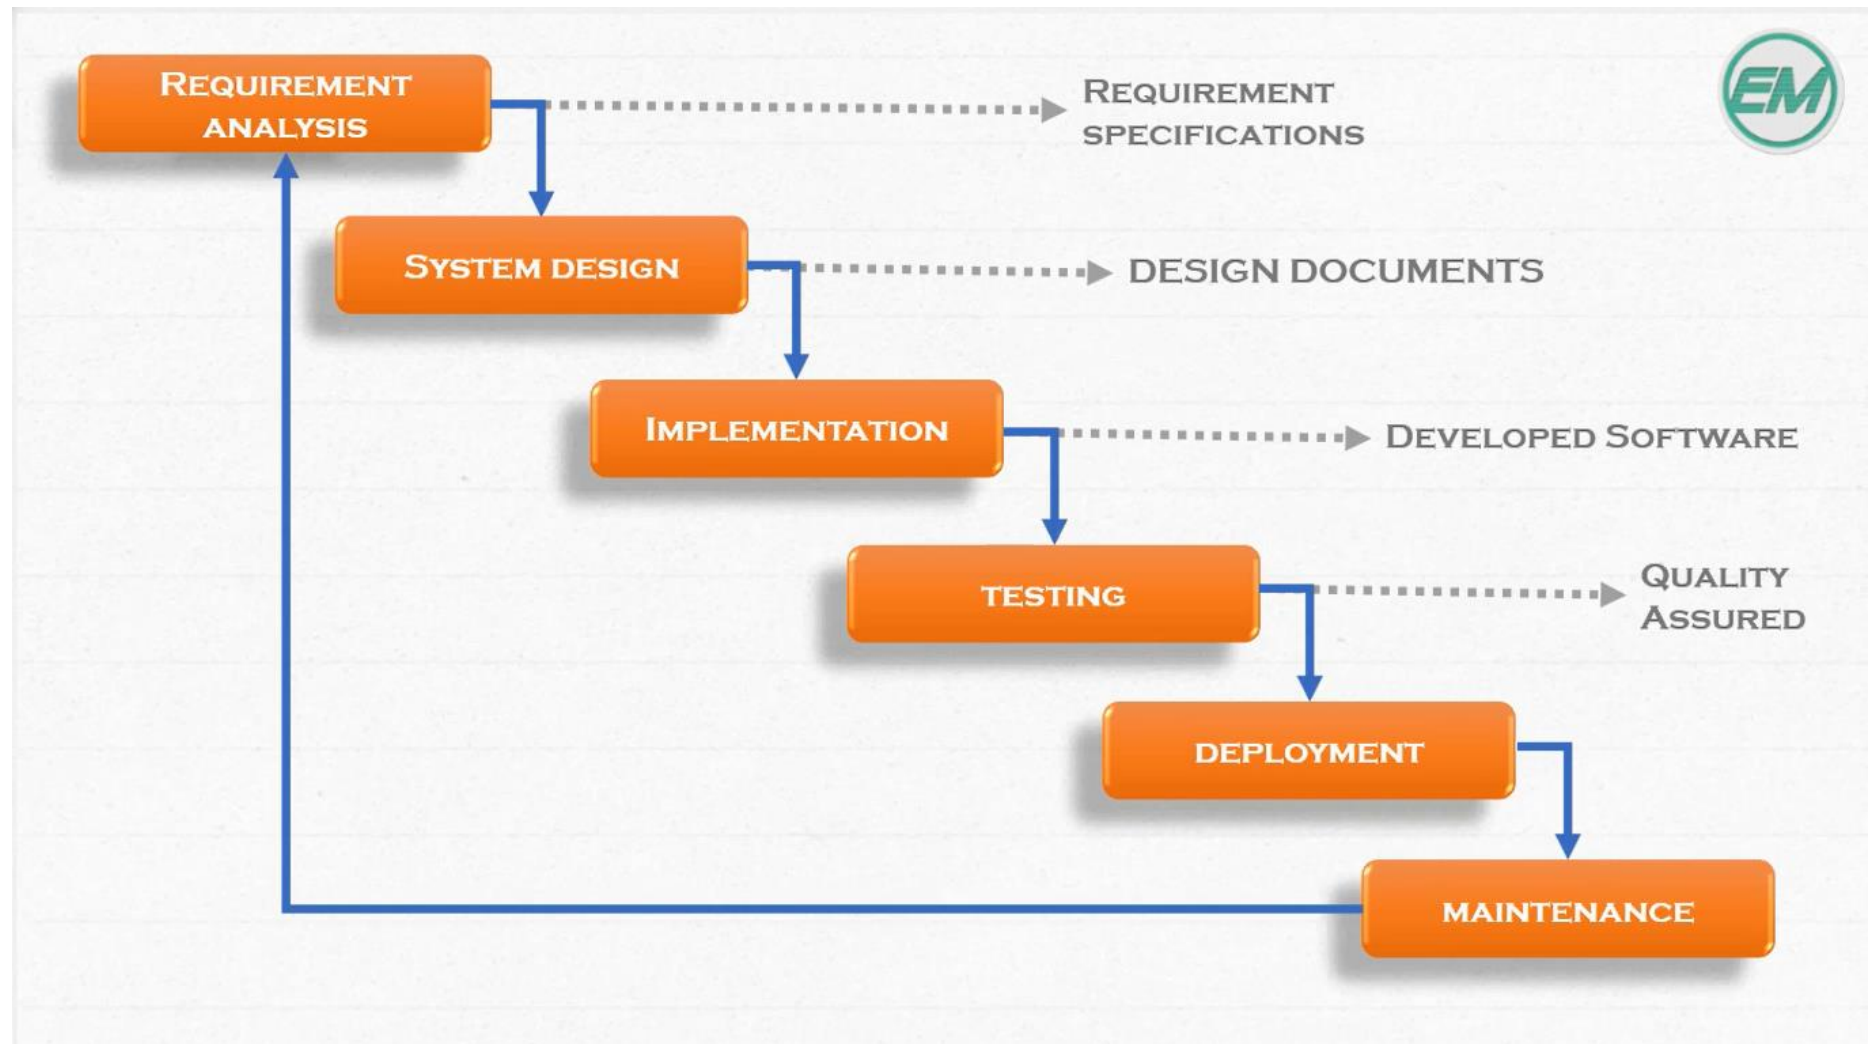 Requirement
analysis
Requirement
specifications
EM
System design
DESIGN DOCUMENTS
Implementation
Developed Software
testing
Quality
Assured
deployment
maintenance